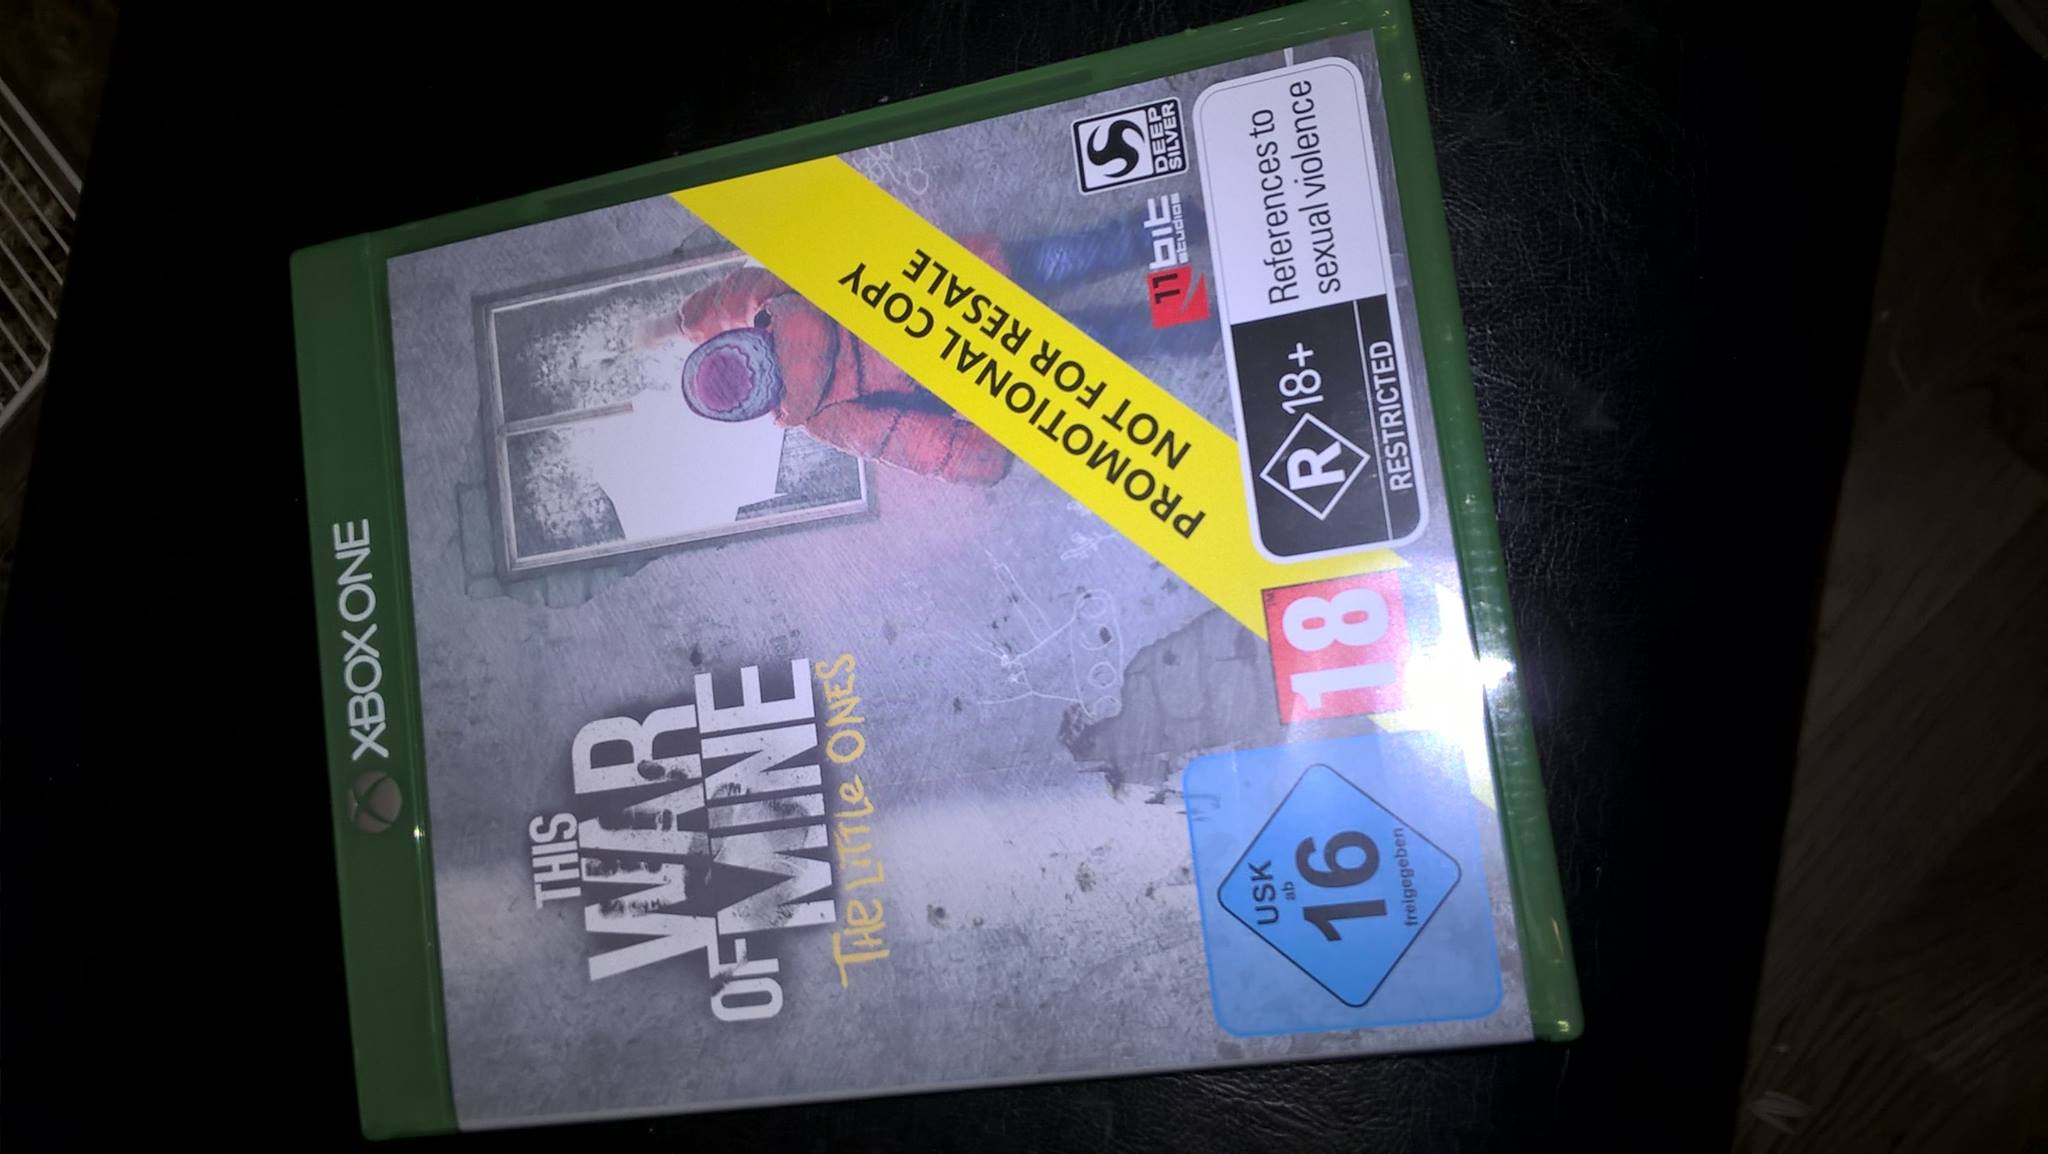 XBOX ONE
THIS
WAR
OF MINE
THE LITTLE ONES
PROMOTIONAL COPY
NOT FOR RESALE
USK
ab
16
freigegeben
18
R 18+
RESTRICTED
References to
sexual violence
11 bit
studios
DEEP
SILVER